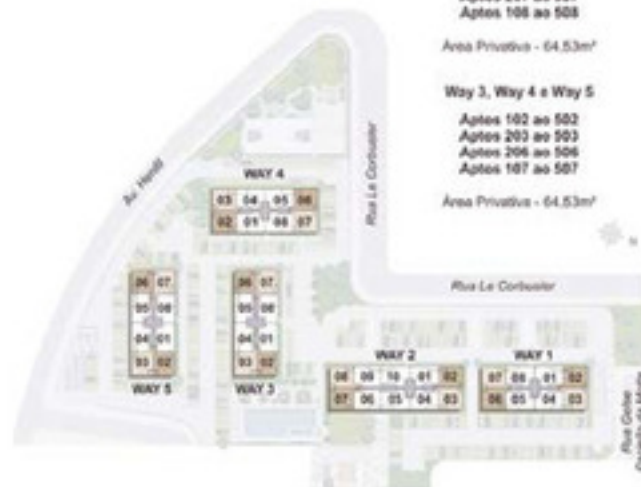 Aptos 108 ao 508
Área Privativa - 64,53m²
Way 3, Way 4 e Way 5
Aptos 102 ao 502
Aptos 203 ao 503
Aptos 206 ao 506
Aptos 107 ao 507
Área Privativa - 64,53m²
Rua Le Corbusier
WAY 4
03 04 05 06
02 01 08 07
Rua Le Corbusier
06 07
05 08
04 01
03 02
WAY 5
06 07
05 08
04 01
03 02
WAY 3
WAY 2
08 09 10 01 02
07 06 05 04 03
WAY 1
07 08 01 02
06 05 04 03